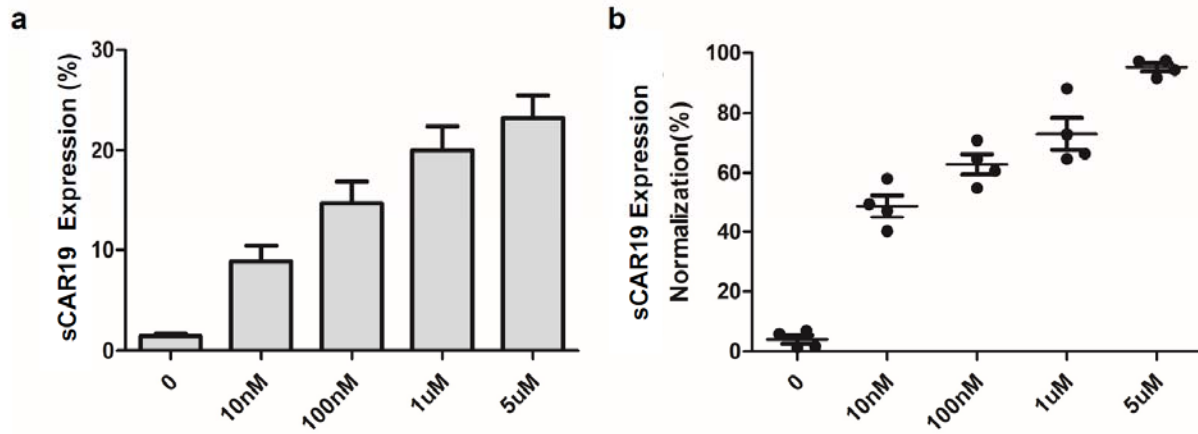 a
sCAR19 Expression (%)
30
20
10
0
0
10nM
100nM
1uM
5uM
b
sCAR19 Expression
Normalization(%)
100
80
60
40
20
0
0
10nM
100nM
1uM
5uM